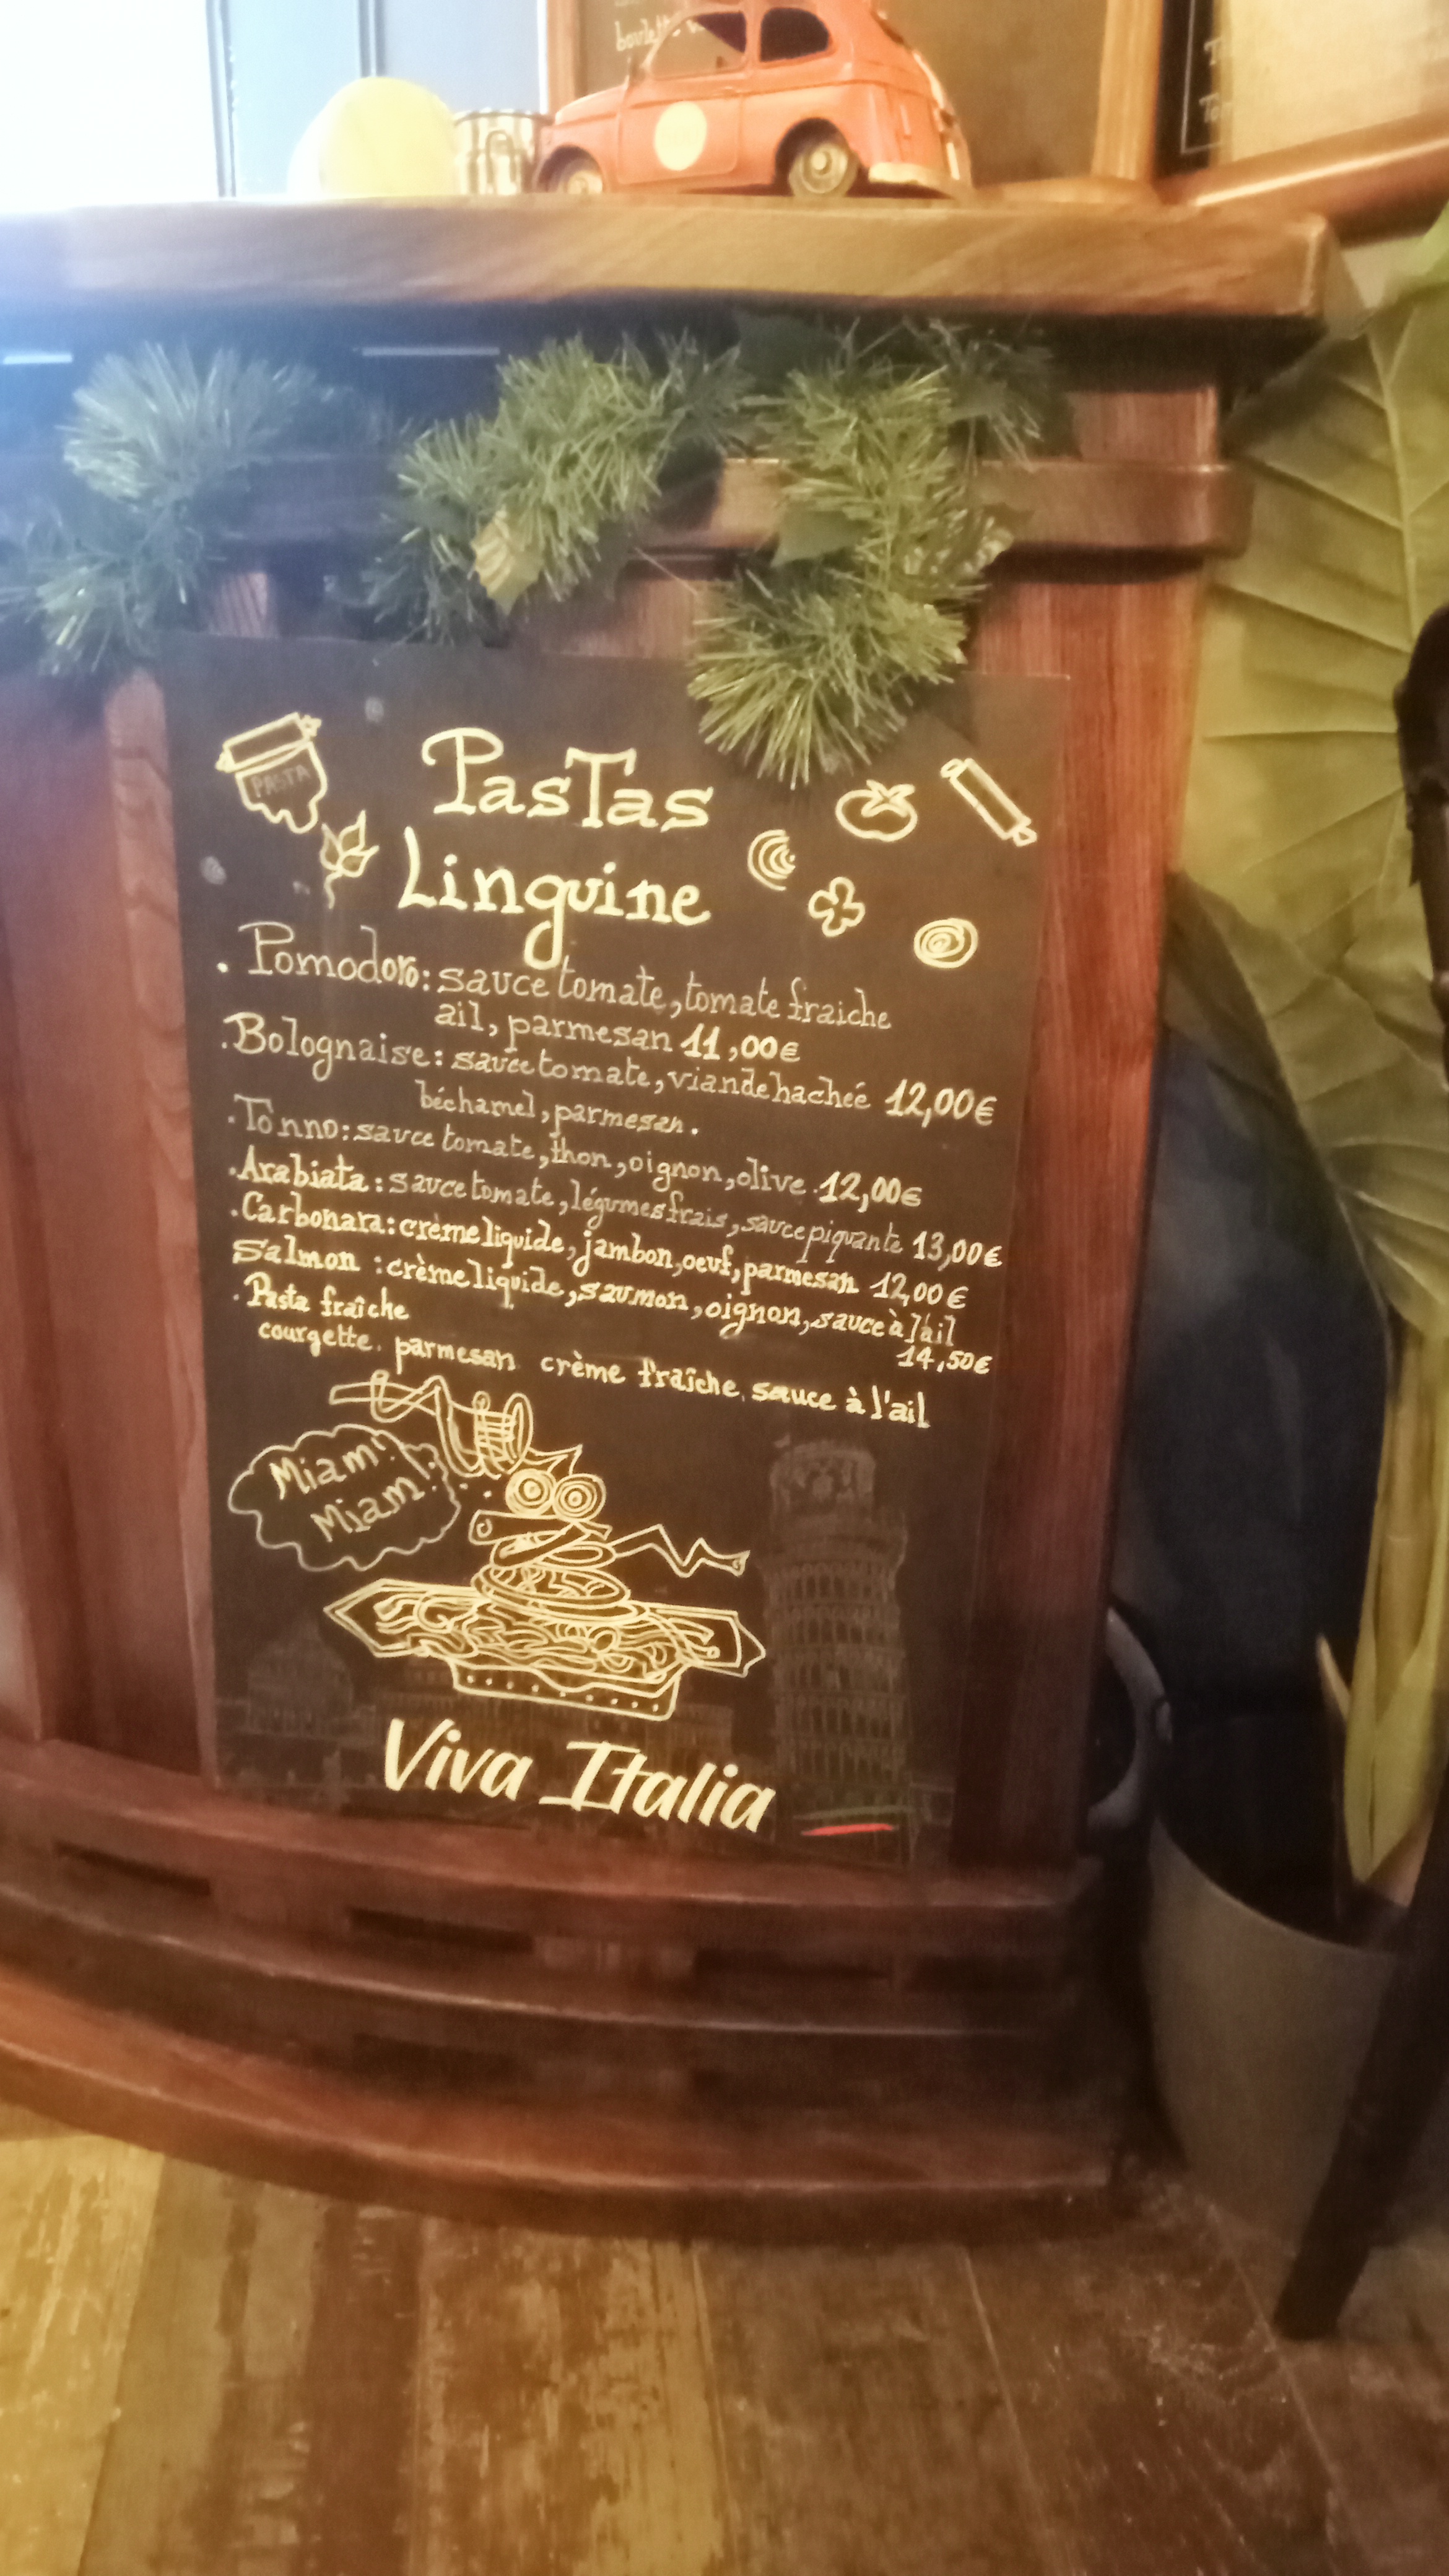 boulette
PASTA
PasTas
Linguine
. Pomodoro: sauce tomate, tomate fraiche
ail, parmesan 11,00€
. Bolognaise: sauce tomate, viande hachée 12,00€
béchamel, parmesan.
. Tonno: sauce tomate, thon, oignon, olive. 12,00€
. Arabiata: sauce tomate, légumes frais, sauce piquante 13,00€
. Carbonara: crème liquide, jambon, oeuf, parmesan 12,00€
Salmon : crème liquide, saumon, oignon, sauce à l'ail
14,50€
. Pasta fraîche
courgette, parmesan crème fraîche, sauce à l'ail
Miam!
Miam!
Viva Italia